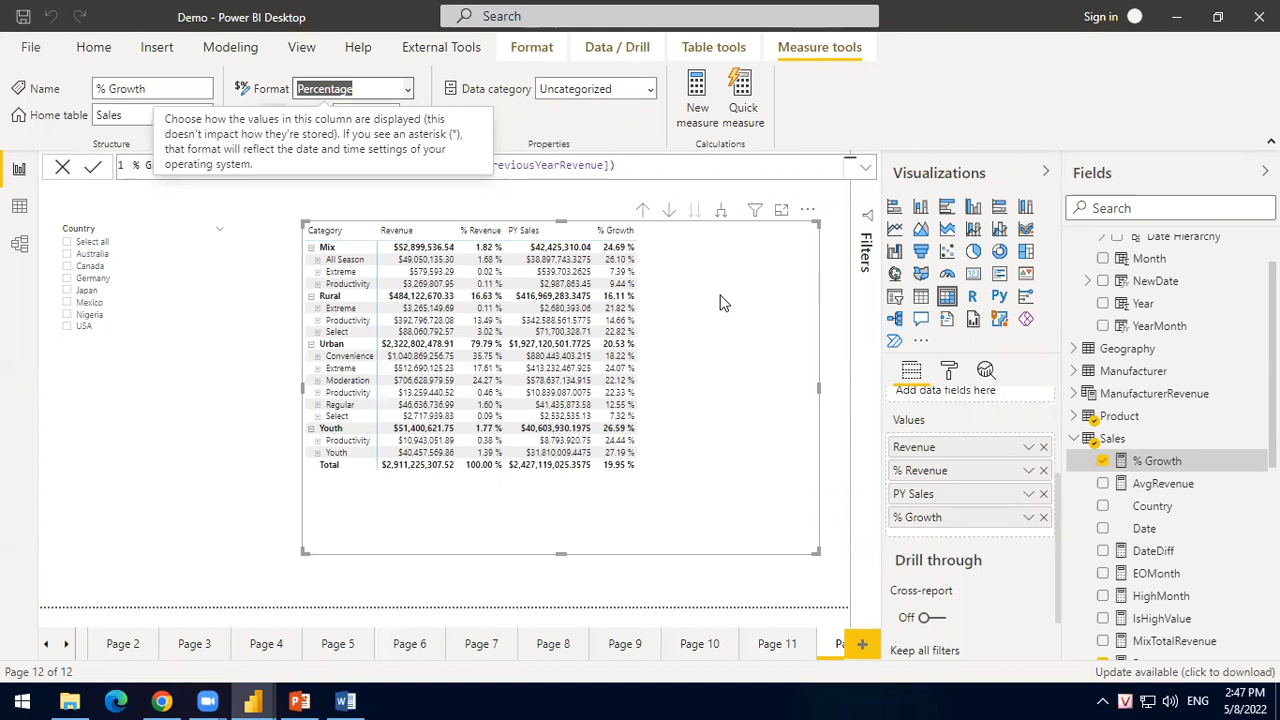 Demo - Power BI Desktop
Search
Sign in
File
Home
Insert
Modeling
View
Help
External Tools
Format
Data / Drill
Table tools
Measure tools
Name
% Growth
Format
Percentage
Data category
Uncategorized
New measure
Quick measure
Home table
Sales
Choose how the values in this column are displayed (this
doesn't impact how they're stored). If you see an asterisk (*),
that format will reflect the date and time settings of your
operating system.
Structure
Properties
Calculations
1 % G
reviousYearRevenue])
Country
Select all
Australia
Canada
Germany
Japan
Mexico
Nigeria
USA
Category Revenue % Revenue PY Sales % Growth
Mix $52,899,536.54 1.82 % $42,425,310.04 24.69 %
All Season $49,050,135.30 1.68 % $38,897,743.3275 26.10 %
Extreme $579,593.29 0.02 % $539,703.2625 7.39 %
Productivity $3,269,807.95 0.11 % $2,987,863.45 9.44 %
Rural $484,122,670.33 16.63 % $416,969,283.3475 16.11 %
Extreme $3,265,149.69 0.11 % $2,680,393.06 21.82 %
Productivity $392,796,728.08 13.49 % $342,588,561.5775 14.66 %
Select $88,060,792.57 3.02 % $71,700,328.71 22.82 %
Urban $2,322,802,478.91 79.79 % $1,927,120,501.7725 20.53 %
Convenience $1,040,869,256.75 35.75 % $880,443,403.215 18.22 %
Extreme $512,690,125.23 17.61 % $413,232,467.925 24.07 %
Moderation $706,628,979.59 24.27 % $578,637,134.915 22.12 %
Productivity $13,259,440.52 0.46 % $10,839,087.0075 22.33 %
Regular $46,636,736.99 1.60 % $41,435,873.58 12.55 %
Select $2,717,939.83 0.09 % $2,532,535.13 7.32 %
Youth $51,400,621.75 1.77 % $40,603,930.1975 26.59 %
Productivity $10,943,051.89 0.38 % $8,793,920.75 24.44 %
Youth $40,457,569.86 1.39 % $31,810,009.4475 27.19 %
Total $2,911,225,307.52 100.00 % $2,427,119,025.3575 19.95 %
Filters
Visualizations
R
Py
Add data fields here
Values
Revenue
% Revenue
PY Sales
% Growth
Drill through
Cross-report
Off
Keep all filters
Fields
Search
Date Hierarchy
Month
NewDate
Year
YearMonth
Geography
Manufacturer
ManufacturerRevenue
Product
Sales
% Growth
AvgRevenue
Country
Date
DateDiff
EOMonth
HighMonth
IsHighValue
MixTotalRevenue
Page 2
Page 3
Page 4
Page 5
Page 6
Page 7
Page 8
Page 9
Page 10
Page 11
Pa
Page 12 of 12
Update available (click to download)
ENG
2:47 PM
5/8/2022